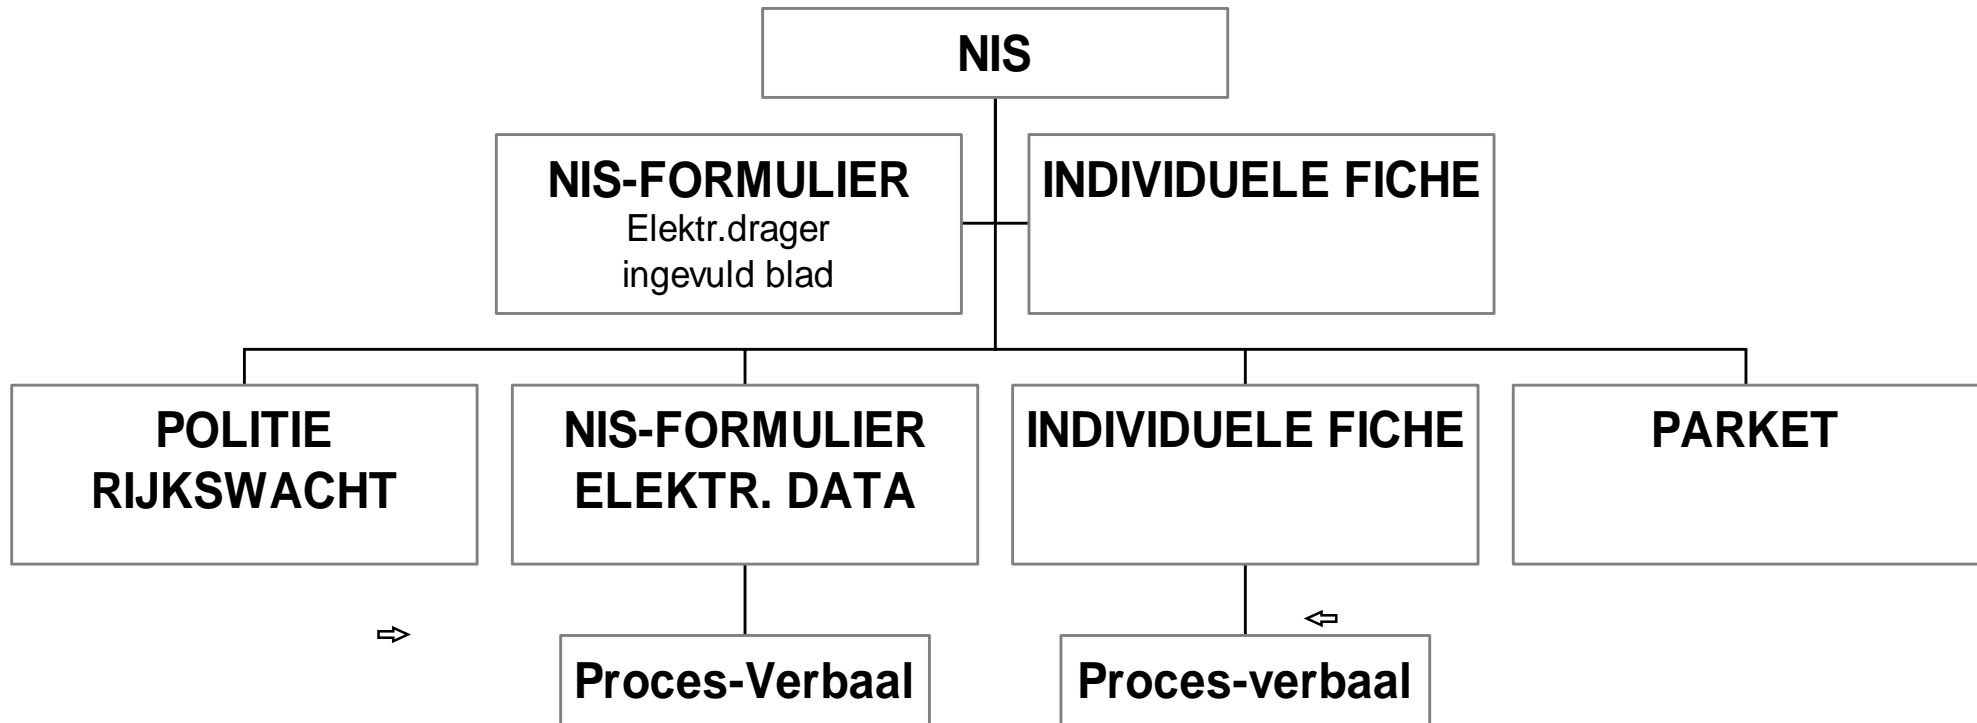 NIS
NIS-FORMULIER
Elektr.drager
ingevuld blad
INDIVIDUELE FICHE
POLITIE
RIJKSWACHT
NIS-FORMULIER
ELEKTR. DATA
INDIVIDUELE FICHE
PARKET
Proces-Verbaal
Proces-verbaal